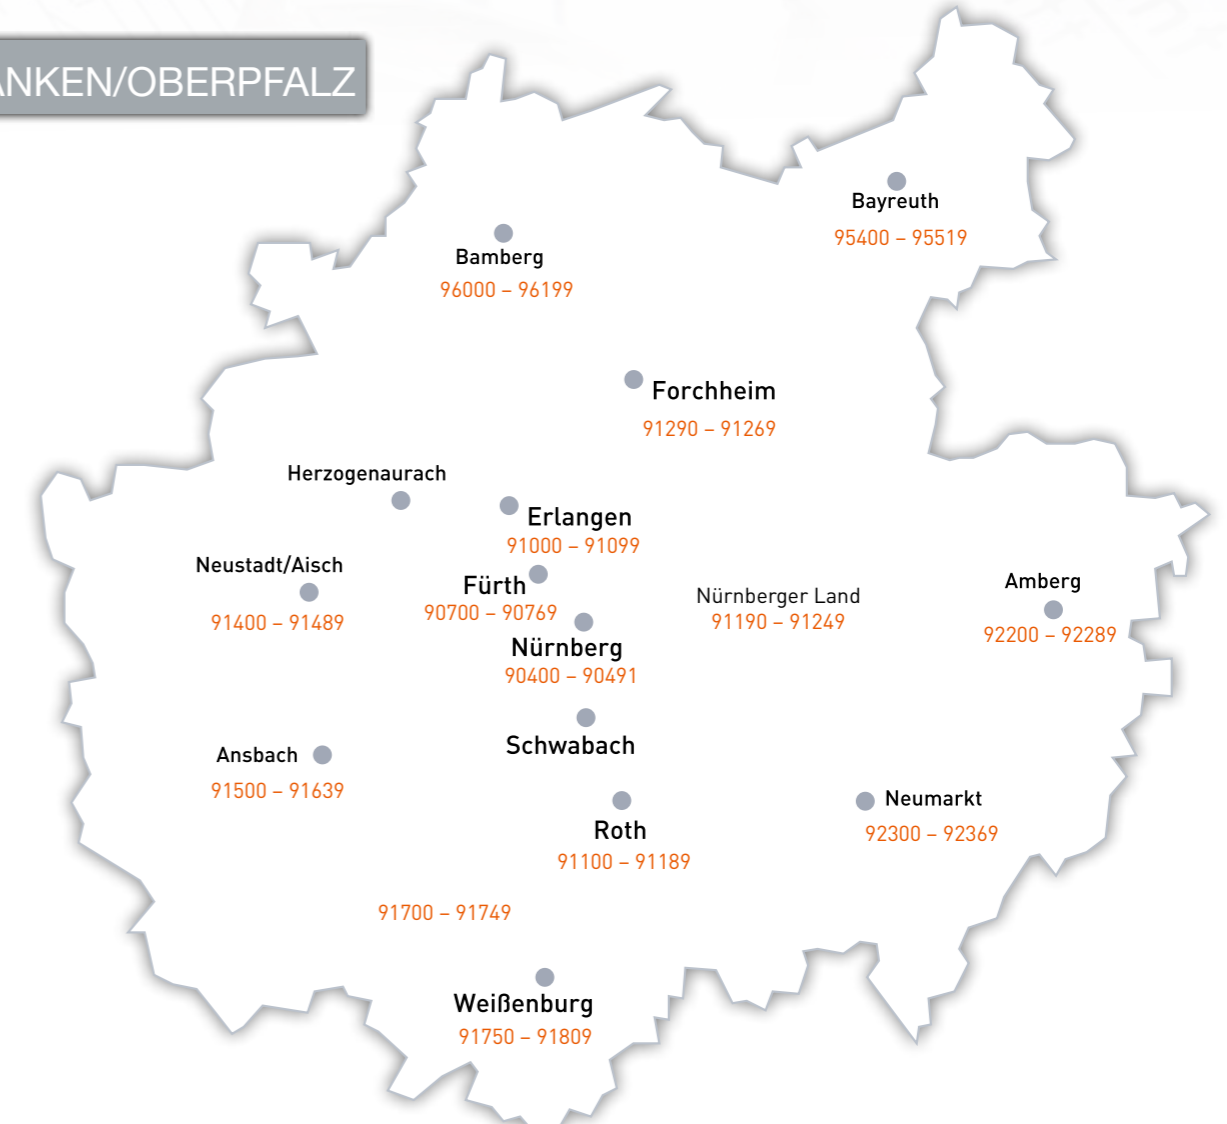 ANKEN/OBERPFALZ
Bayreuth
95400 – 95519
Bamberg
96000 – 96199
Forchheim
91290 – 91269
Herzogenaurach
Erlangen
91000 – 91099
Neustadt/Aisch
91400 – 91489
Fürth
90700 – 90769
Nürnberger Land
91190 – 91249
Amberg
92200 – 92289
Nürnberg
90400 – 90491
Schwabach
Ansbach
91500 – 91639
Neumarkt
92300 – 92369
Roth
91100 – 91189
91700 – 91749
Weißenburg
91750 – 91809